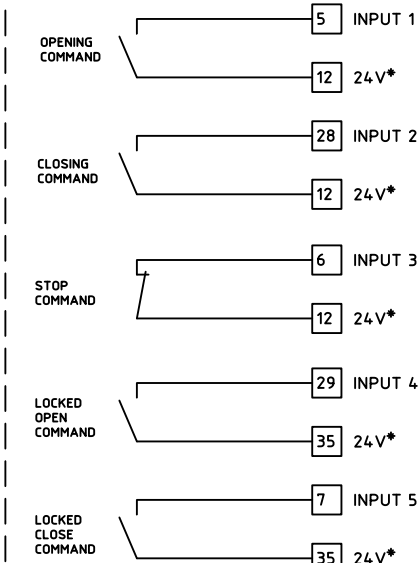 5 INPUT 1
OPENING
COMMAND
12 24V*
28 INPUT 2
CLOSING
COMMAND
12 24V*
6 INPUT 3
STOP
COMMAND
12 24V*
29 INPUT 4
LOCKED
OPEN
COMMAND
35 24V*
7 INPUT 5
LOCKED
CLOSE
COMMAND
35 24V*